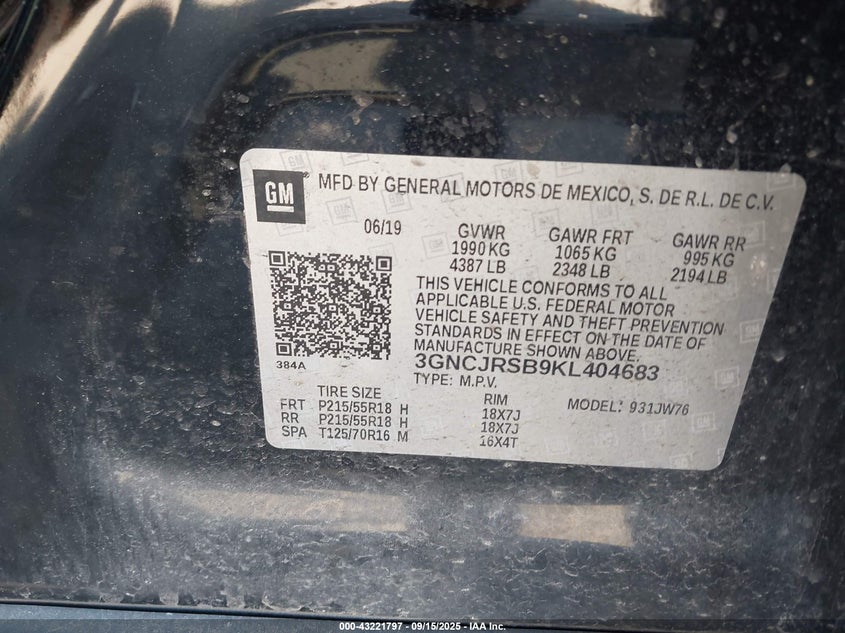 GM
MFD BY GENERAL MOTORS DE MEXICO, S. DE R.L. DE C.V.
06/19
GVWR GAWR FRT GAWR RR
1990 KG 1065 KG 995 KG
4387 LB 2348 LB 2194 LB
THIS VEHICLE CONFORMS TO ALL
APPLICABLE U.S. FEDERAL MOTOR
VEHICLE SAFETY AND THEFT PREVENTION
STANDARDS IN EFFECT ON THE DATE OF
MANUFACTURE SHOWN ABOVE.
384A
3GNCJRSB9KL404683
TYPE: M.P.V.
TIRE SIZE RIM MODEL: 931JW76
FRT P215/55R18 H 18X7J
RR P215/55R18 H 18X7J
SPA T125/70R16 M 16X4T
000-43221797 - 09/15/2025 - IAA Inc.